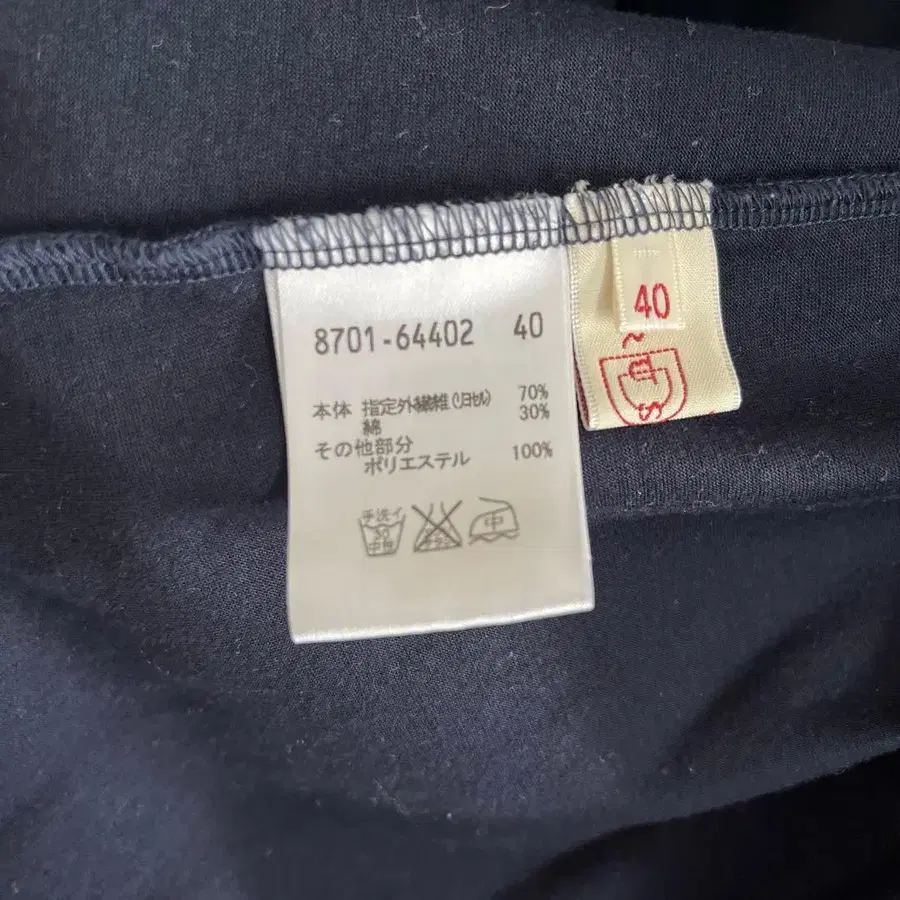 8701-64402 40
本体 指定外繊維(リヨセル) 70%
綿 30%
その他部分
ポリエステル 100%
手洗イ
30
中性
中
40